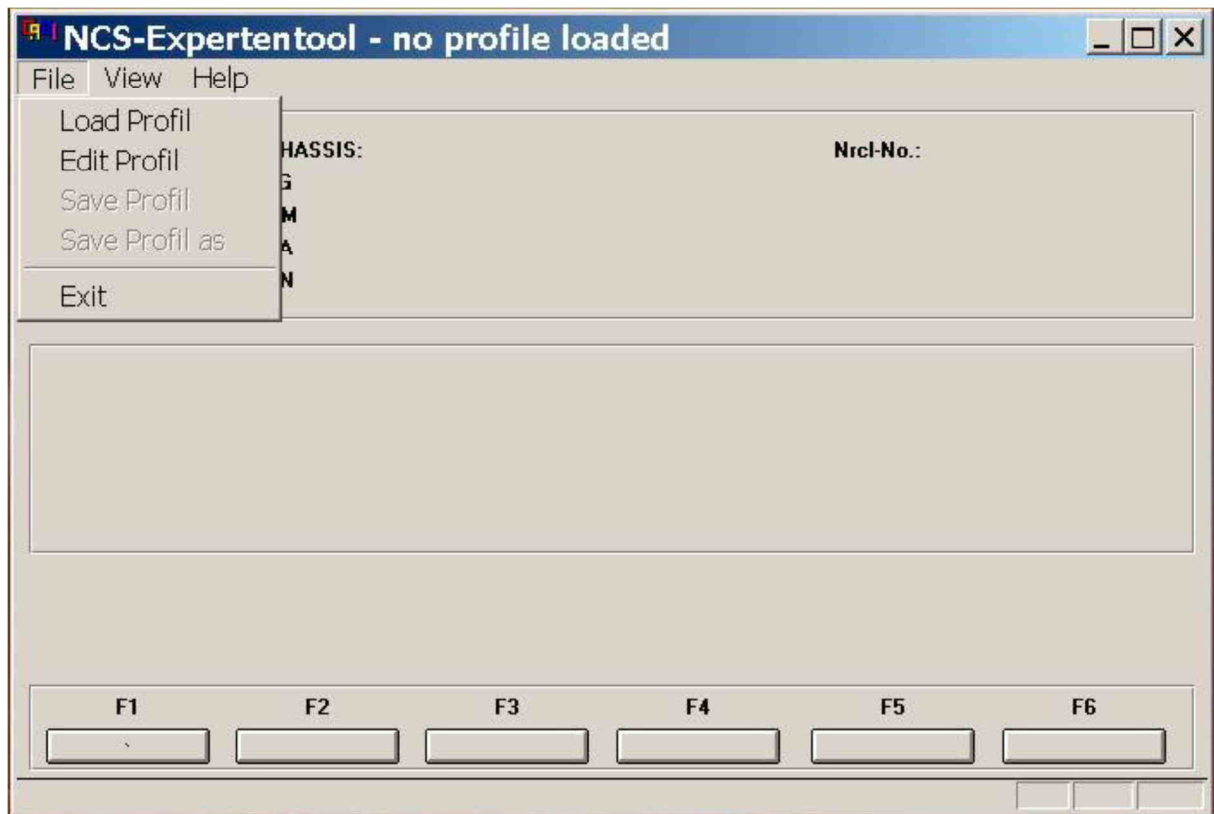 NCS-Expertentool - no profile loaded
File View Help
Load Profil
Edit Profil
Save Profil
Save Profil as
Exit
HASSIS: Nrcl-No.:
G
M
A
N
F1 F2 F3 F4 F5 F6